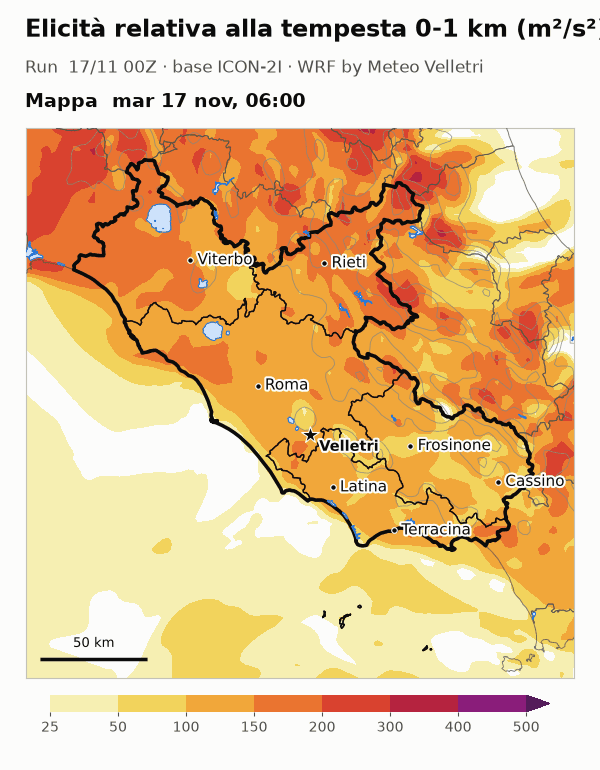 Elicità relativa alla tempesta 0-1 km (m²/s²)
Run 17/11 00Z · base ICON-2I · WRF by Meteo Velletri
Mappa mar 17 nov, 06:00
Viterbo
Rieti
Roma
Velletri
Frosinone
Cassino
Latina
Terracina
50 km
25 50 100 150 200 300 400 500